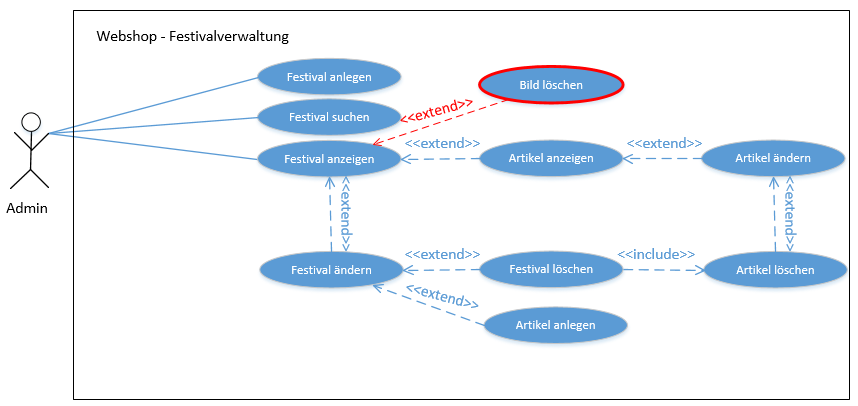 Webshop - Festivalverwaltung
Festival anlegen
Bild löschen
<<extend>>
Festival suchen
<<extend>>
<<extend>>
Festival anzeigen
Artikel anzeigen
Artikel ändern
Admin
<<extend>>
<<extend>>
<<extend>>
<<include>>
Festival ändern
Festival löschen
Artikel löschen
<<extend>>
Artikel anlegen